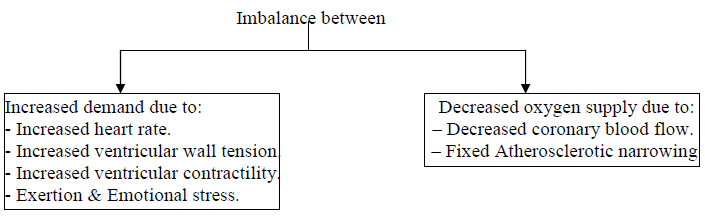 Imbalance between
Increased demand due to:
- Increased heart rate.
- Increased ventricular wall tension.
- Increased ventricular contractility.
- Exertion & Emotional stress.
Decreased oxygen supply due to:
– Decreased coronary blood flow.
– Fixed Atherosclerotic narrowing